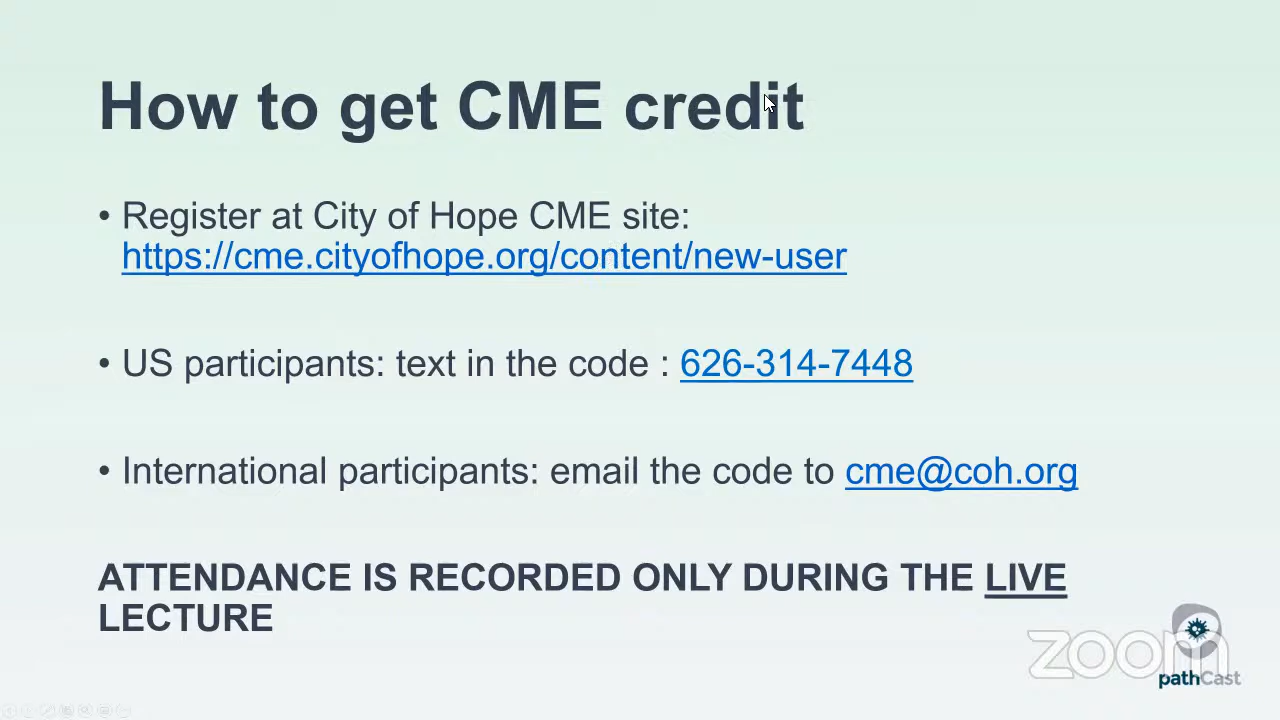 How to get CME credit
• Register at City of Hope CME site:
https://cme.cityofhope.org/content/new-user
• US participants: text in the code : 626-314-7448
• International participants: email the code to cme@coh.org
ATTENDANCE IS RECORDED ONLY DURING THE LIVE
LECTURE
zoom
pathCast